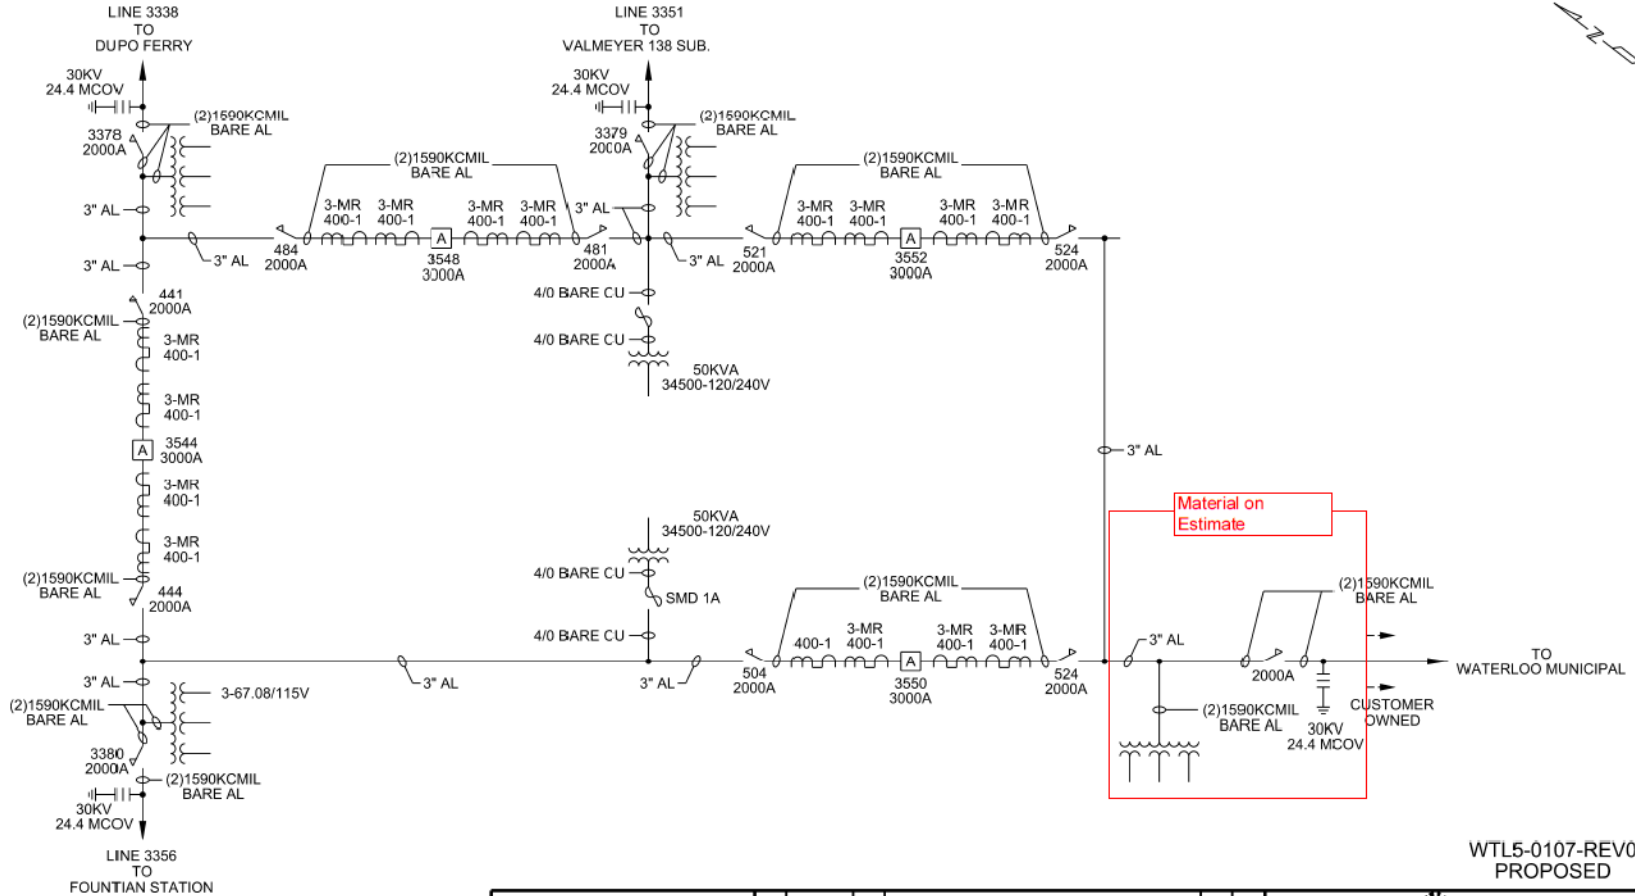 LINE 3338
TO
DUPO FERRY
30KV
24.4 MCOV
(2)1590KCMIL
BARE AL
3378
2000A
3" AL
3" AL
3" AL
LINE 3351
TO
VALMEYER 138 SUB.
30KV
24.4 MCOV
(2)1590KCMIL
BARE AL
3379
2000A
3" AL
3" AL
(2)1590KCMIL
BARE AL
3-MR
400-1
3-MR
400-1
3-MR
400-1
3-MR
400-1
484
2000A
A
3548
3000A
481
2000A
(2)1590KCMIL
BARE AL
3-MR
400-1
3-MR
400-1
3-MR
400-1
3-MR
400-1
521
2000A
A
3552
3000A
524
2000A
441
2000A
(2)1590KCMIL
BARE AL
3-MR
400-1
3-MR
400-1
A
3544
3000A
3-MR
400-1
3-MR
400-1
(2)1590KCMIL
BARE AL
444
2000A
3" AL
4/0 BARE CU
4/0 BARE CU
50KVA
34500-120/240V
3" AL
50KVA
34500-120/240V
4/0 BARE CU
SMD 1A
4/0 BARE CU
3" AL
3" AL
(2)1590KCMIL
BARE AL
400-1
3-MR
400-1
3-MR
400-1
3-MR
400-1
504
2000A
A
3550
3000A
524
2000A
Material on
Estimate
(2)1590KCMIL
BARE AL
3" AL
2000A
(2)1590KCMIL
BARE AL
30KV
24.4 MCOV
CUSTOMER
OWNED
TO
WATERLOO MUNICIPAL
3" AL
3-67.08/115V
(2)1590KCMIL
BARE AL
3380
2000A
(2)1590KCMIL
BARE AL
30KV
24.4 MCOV
LINE 3356
TO
FOUNTIAN STATION
WTL5-0107-REV0
PROPOSED